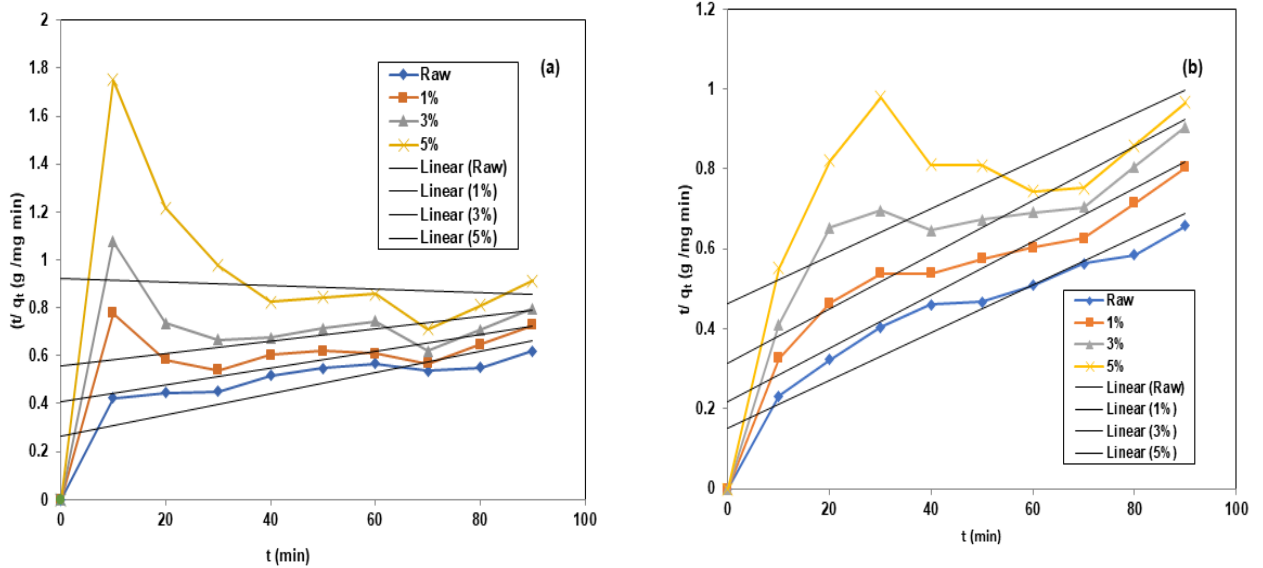 (a)
(t/ qt (g /mg min)
2
1.8
1.6
1.4
1.2
1
0.8
0.6
0.4
0.2
0
0
20
40
60
80
100
t (min)
Raw
1%
3%
5%
Linear (Raw)
Linear (1%)
Linear (3%)
Linear (5%)
(b)
t/ qt (g /mg min)
1.2
1
0.8
0.6
0.4
0.2
0
0
20
40
60
80
100
t (min)
Raw
1%
3%
5%
Linear (Raw)
Linear (1%)
Linear (3%)
Linear (5%)